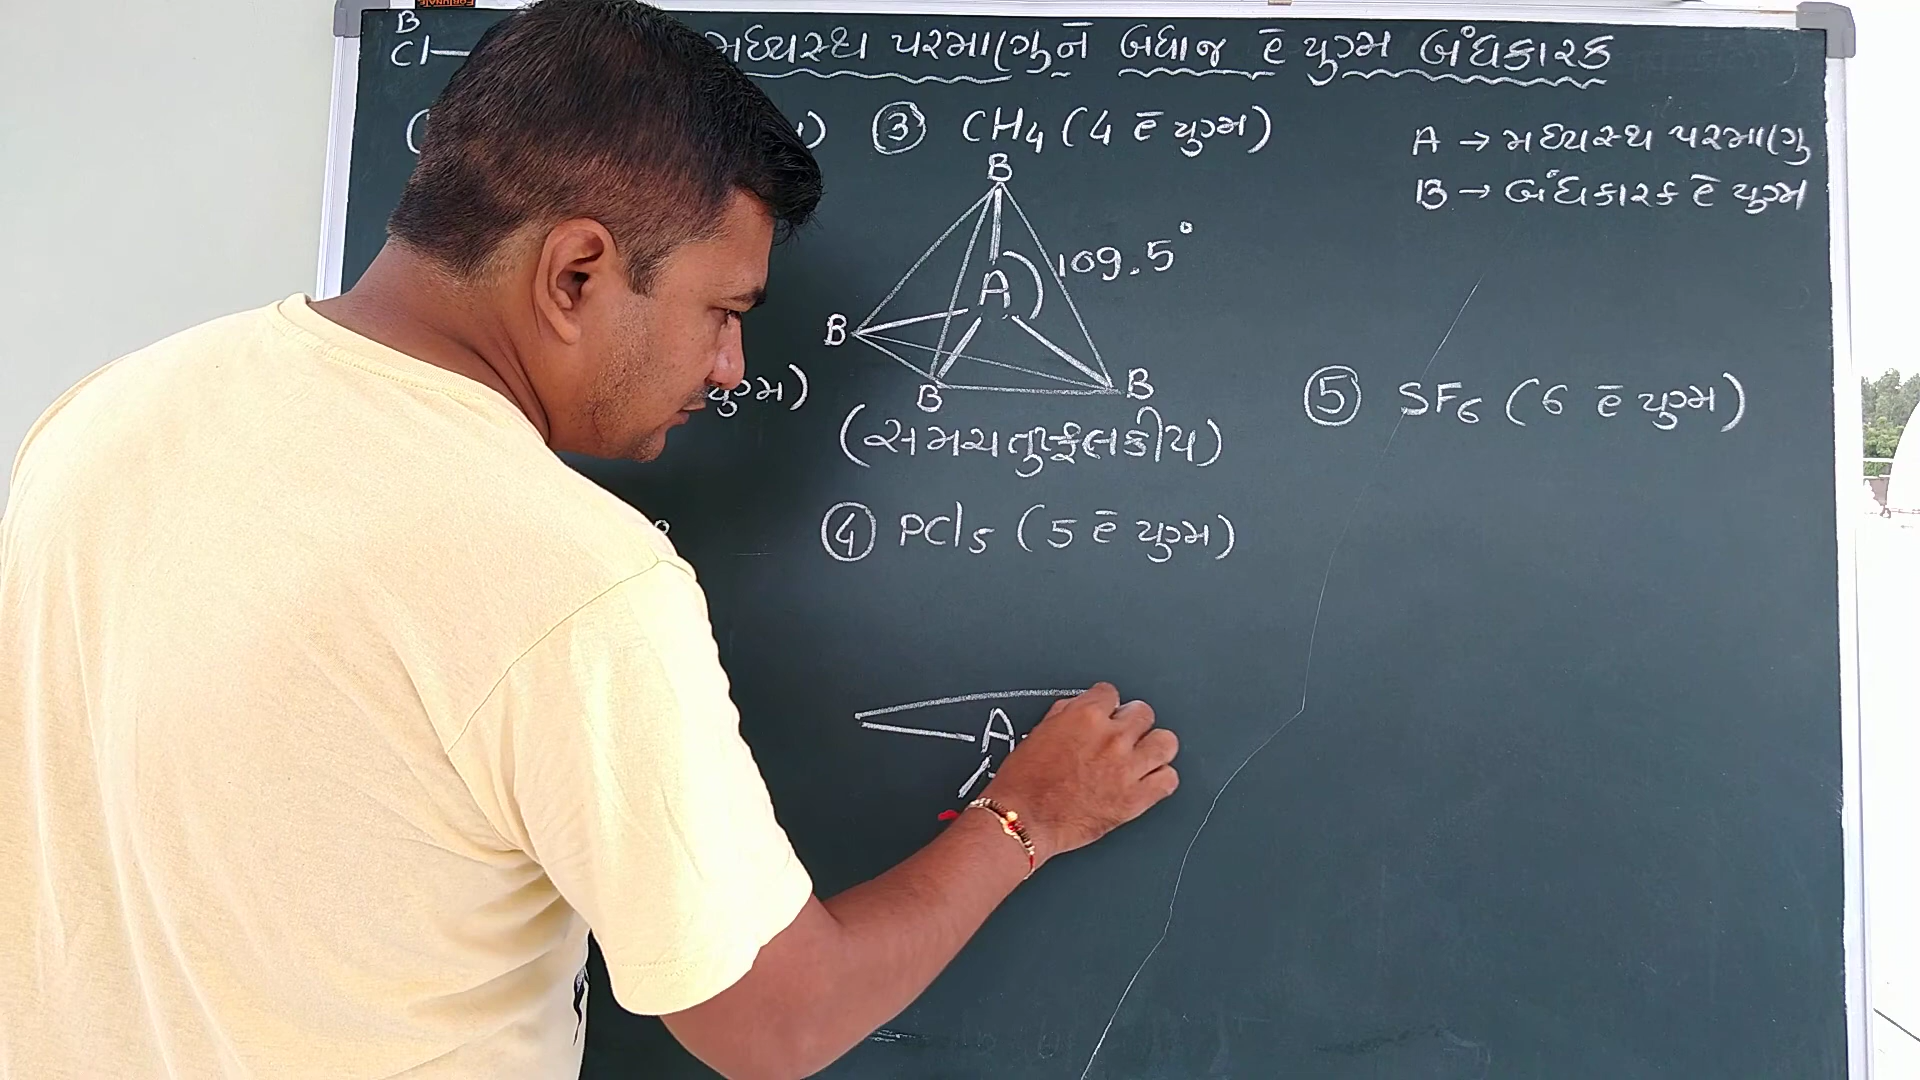 B
Cl— મધ્યસ્થ પરમાણુને બધાજ ē યુગ્મ બંધકારક
③ CH₄ (4 ē યુગ્મ)
A → મધ્યસ્થ પરમાણુ
B → બંધકારક ē યુગ્મ
B
A 109.5°
B
B B
(સમચતુષ્ફલકીય)
યુગ્મ)
⑤ SF₆ (6 ē યુગ્મ)
④ PCl₅ (5 ē યુગ્મ)
A